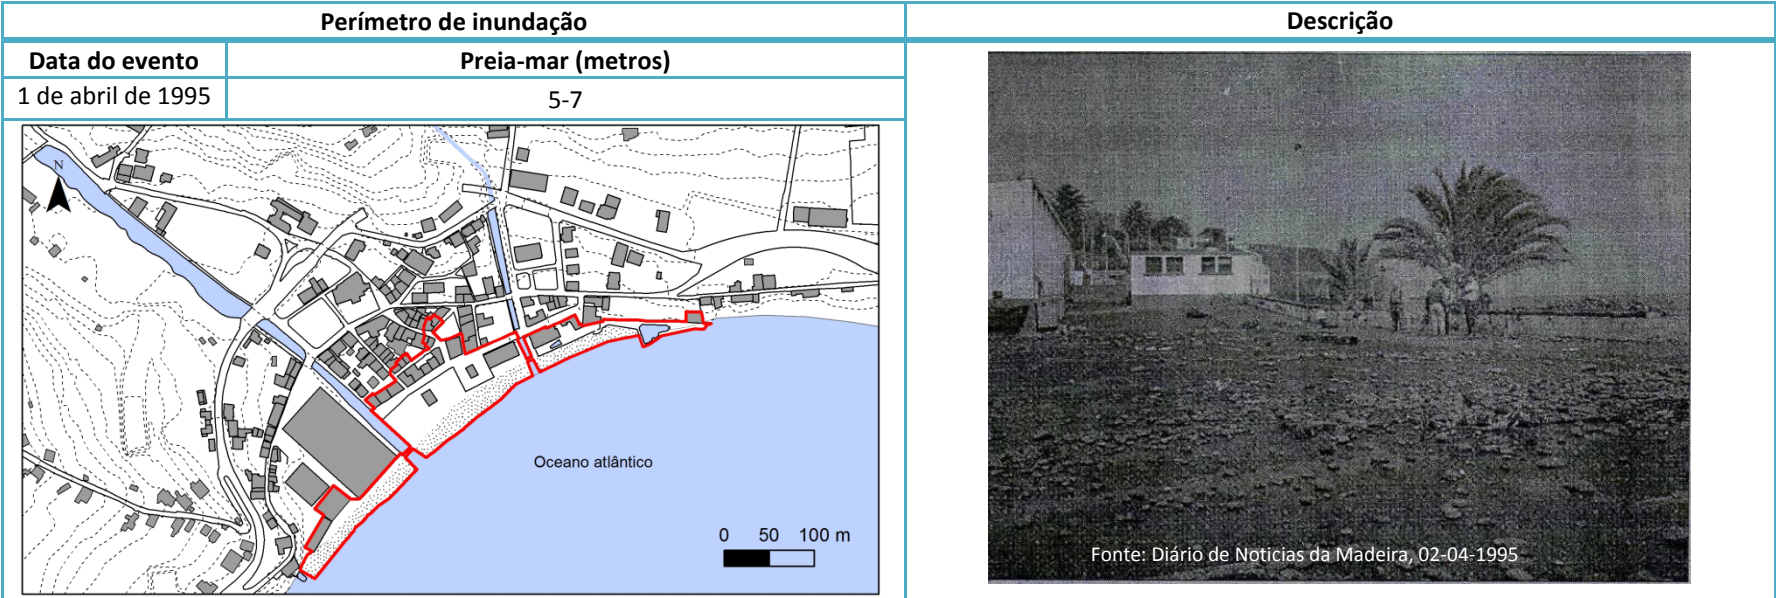 Perímetro de inundação
Descrição
Data do evento
Preia-mar (metros)
1 de abril de 1995
5-7
N
Oceano atlântico
0 50 100 m
Fonte: Diário de Noticias da Madeira, 02-04-1995